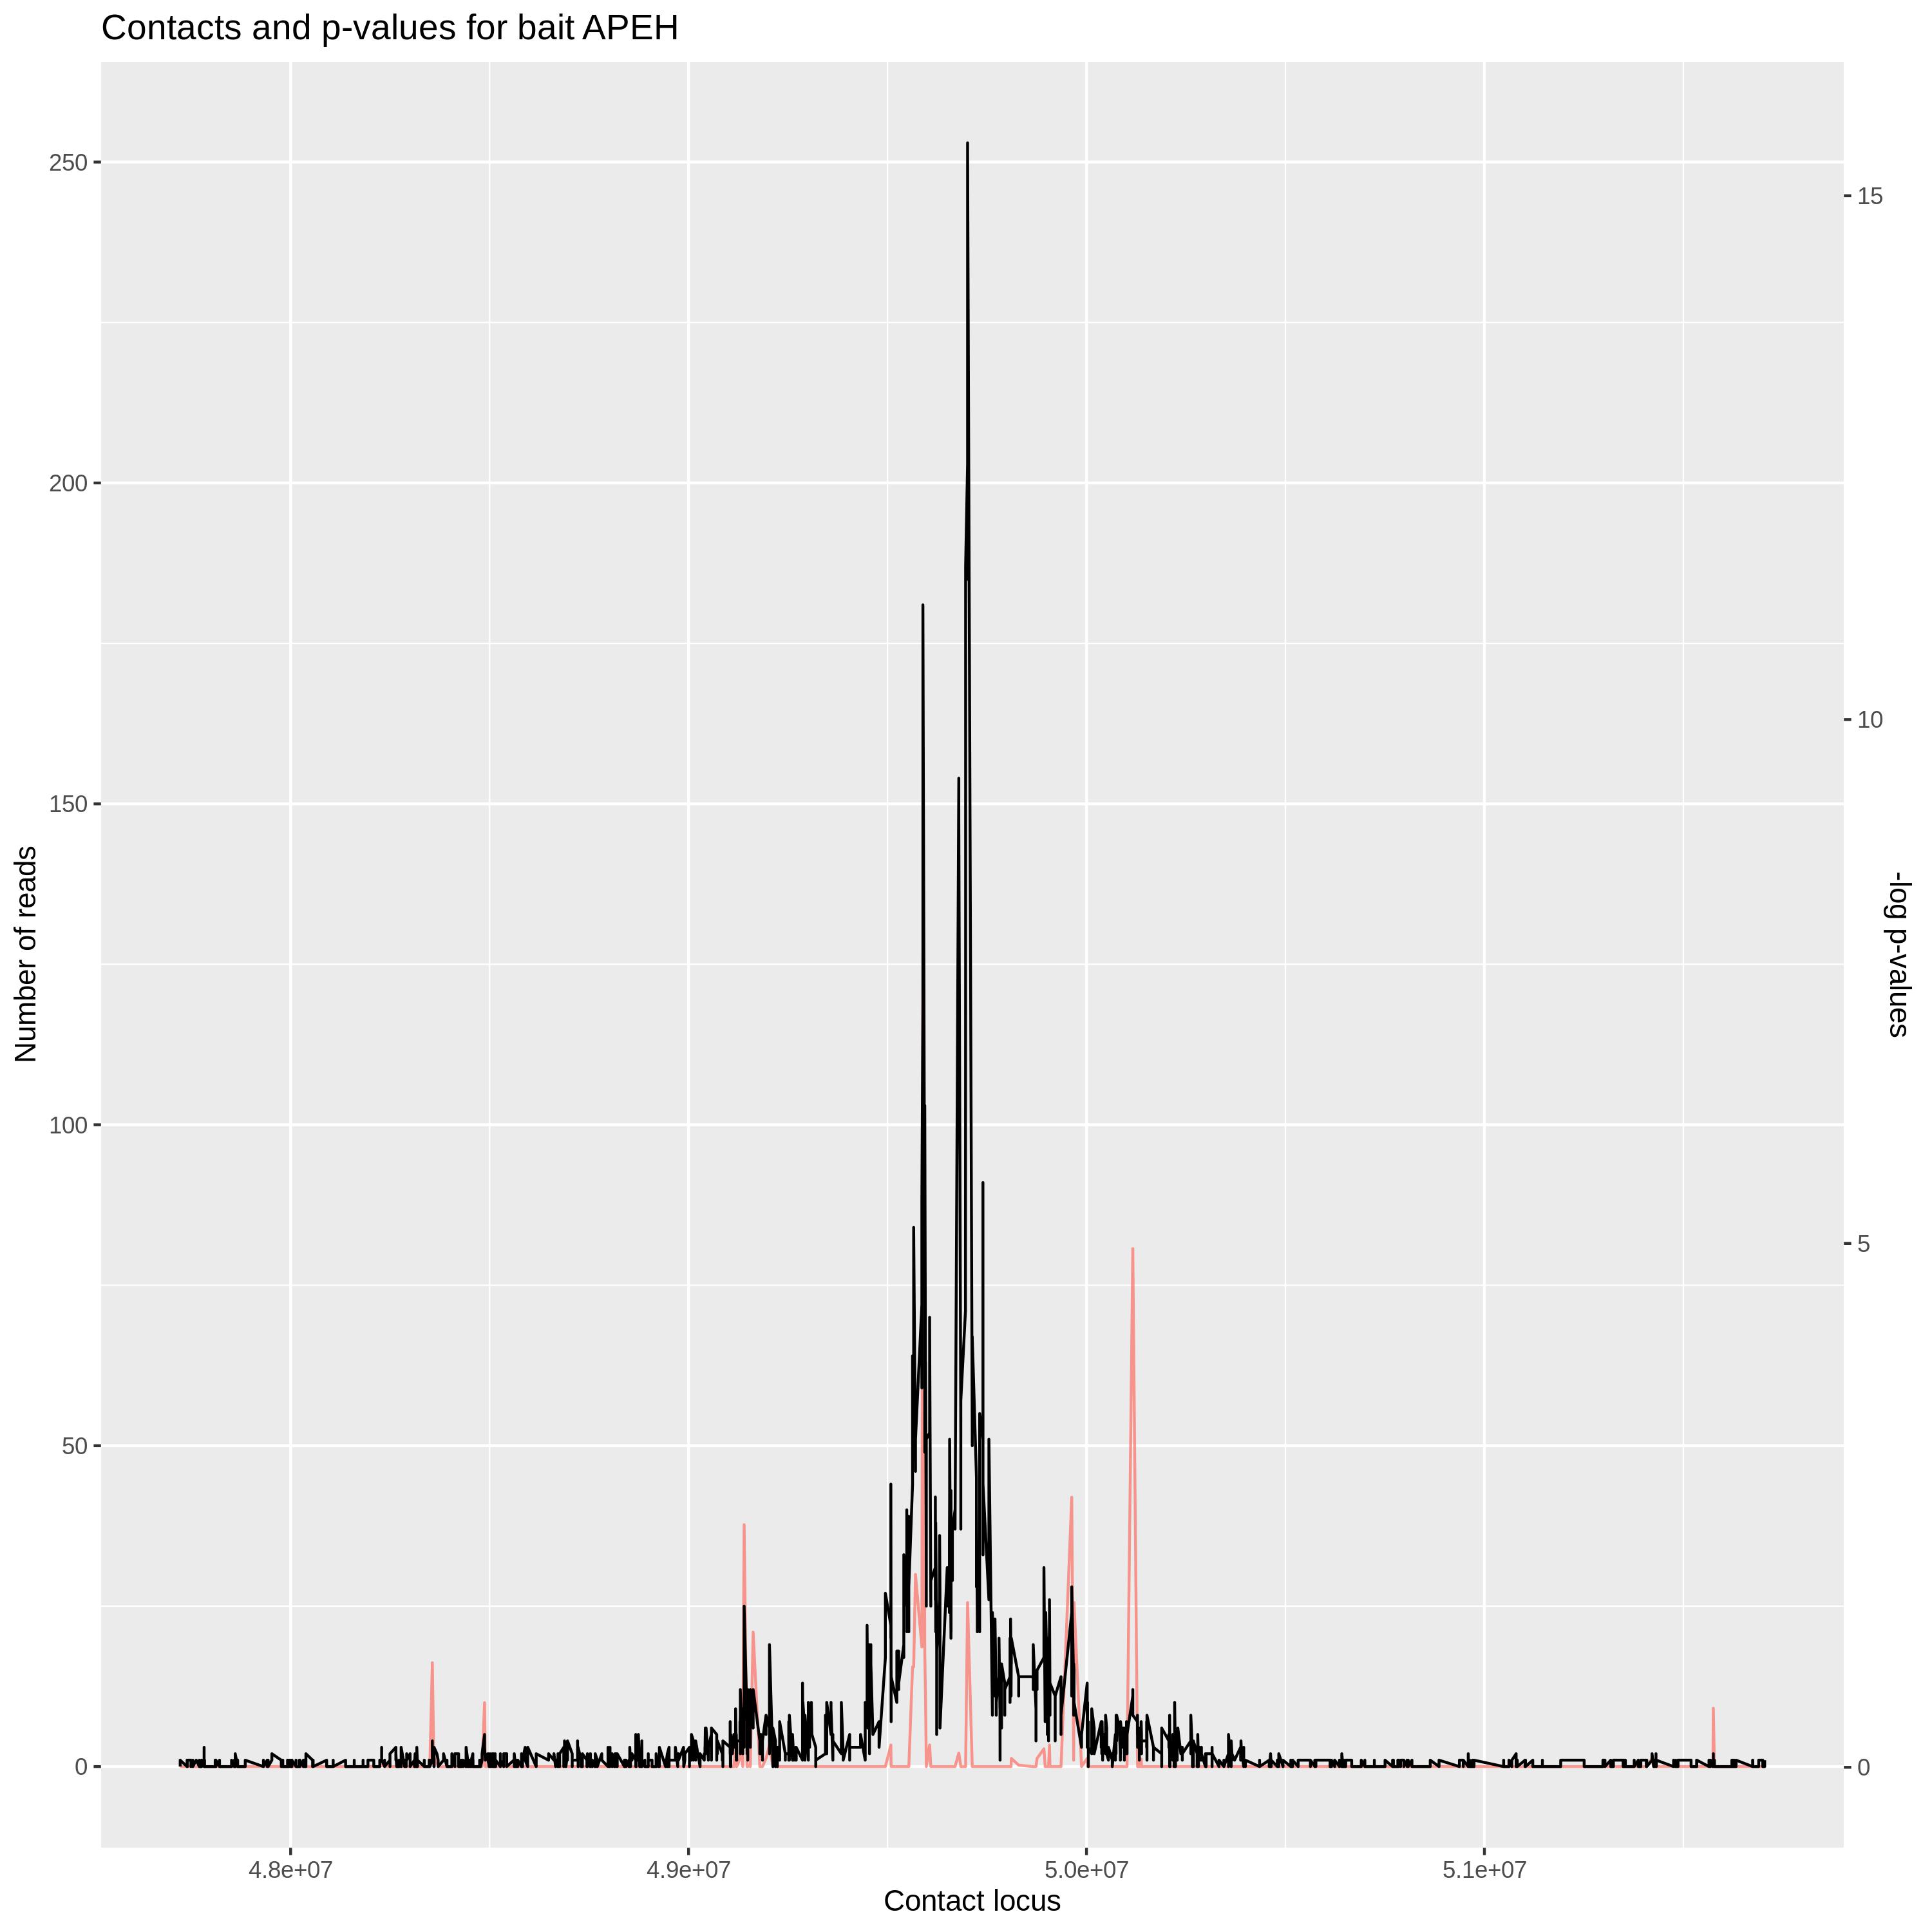 Contacts and p-values for bait APEH
250
200
150
100
50
0
15
10
5
0
Number of reads
-log p-values
4.8e+07
4.9e+07
5.0e+07
5.1e+07
Contact locus